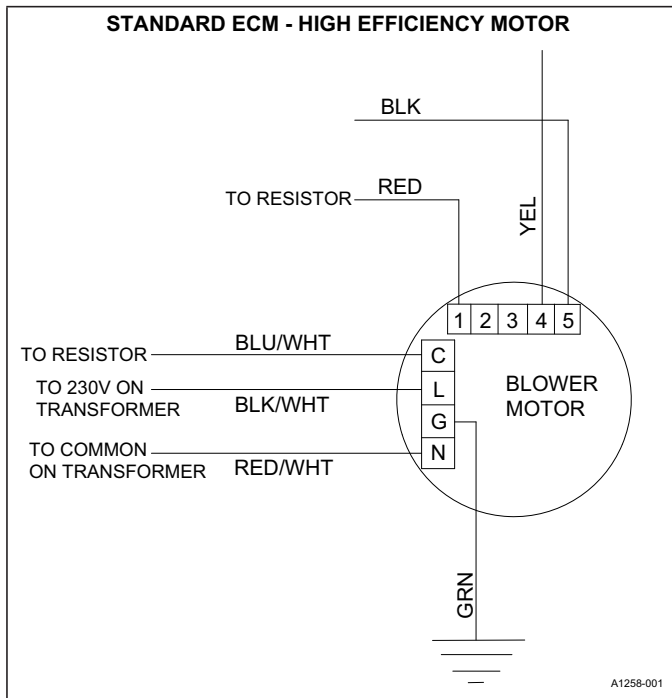 STANDARD ECM - HIGH EFFICIENCY MOTOR
BLK
RED
TO RESISTOR
YEL
1 2 3 4 5
BLU/WHT
TO RESISTOR
C
TO 230V ON
TRANSFORMER
BLK/WHT
L
BLOWER
MOTOR
G
TO COMMON
ON TRANSFORMER
RED/WHT
N
GRN
A1258-001